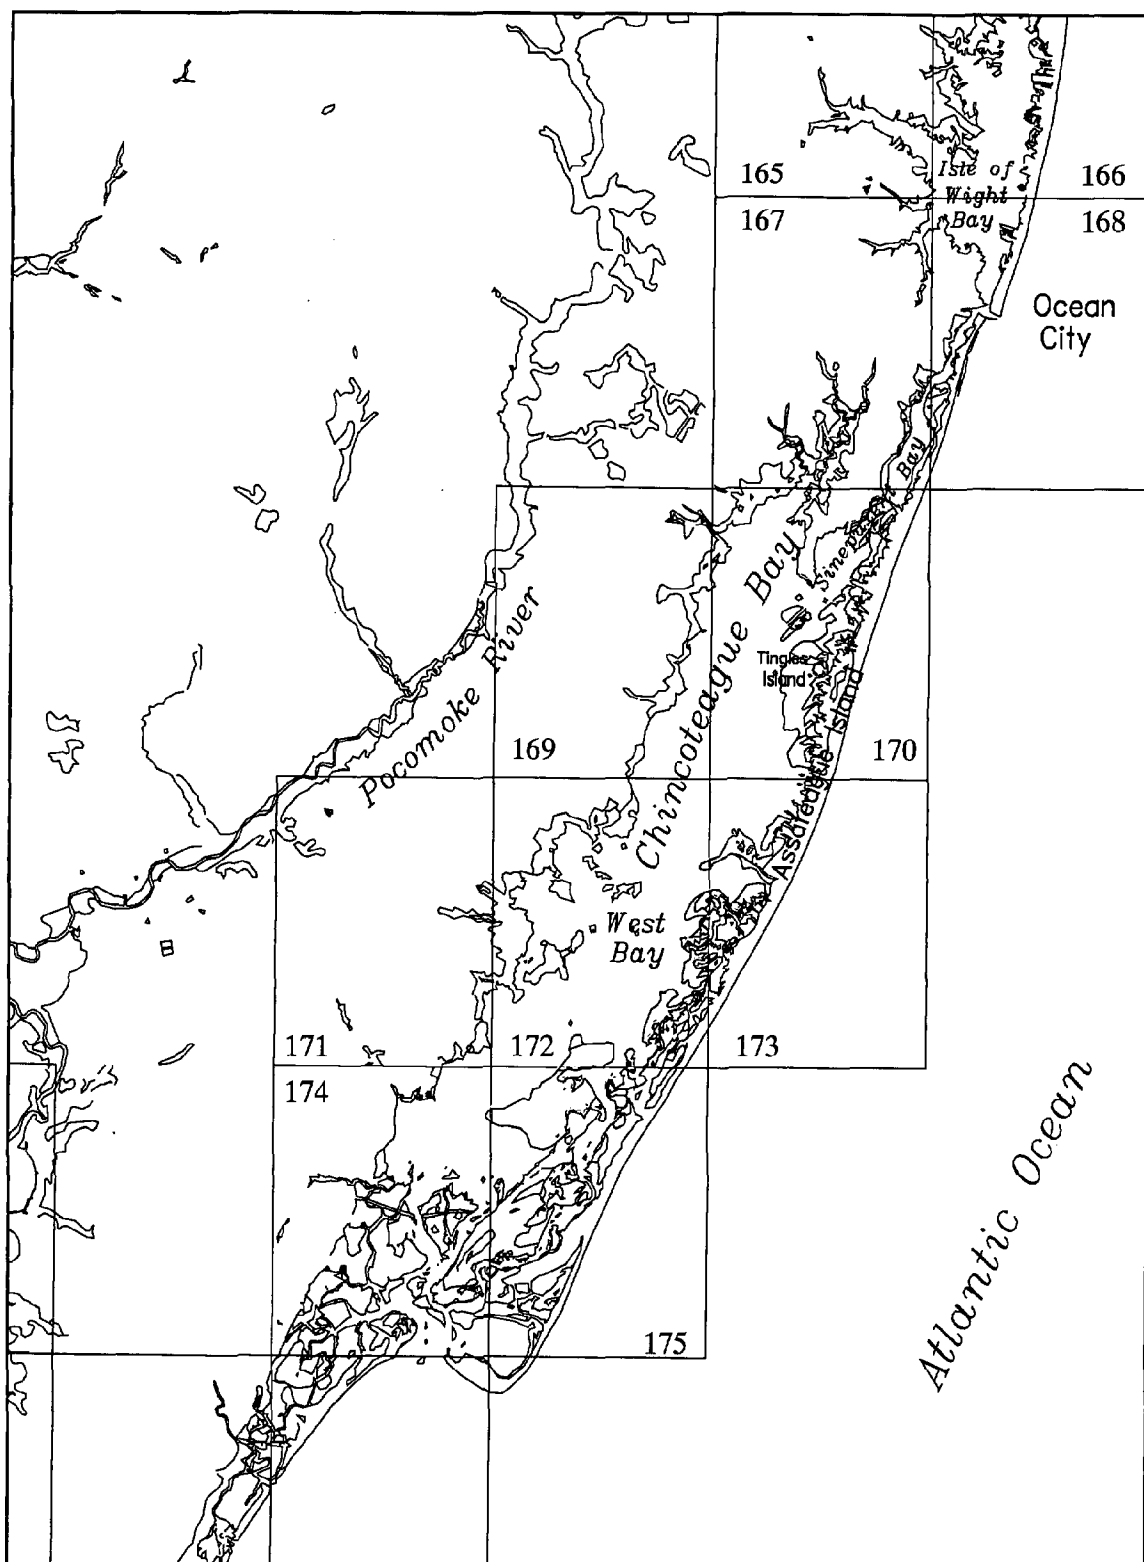 165
Isle of
Wight
Bay
166
167
168
Ocean
City
Bay
Sinepu
Chincoteague Bay
Tingles
Island
Assateague Island
Pocomoke River
169
170
West
Bay
171
172
173
174
Atlantic Ocean
175